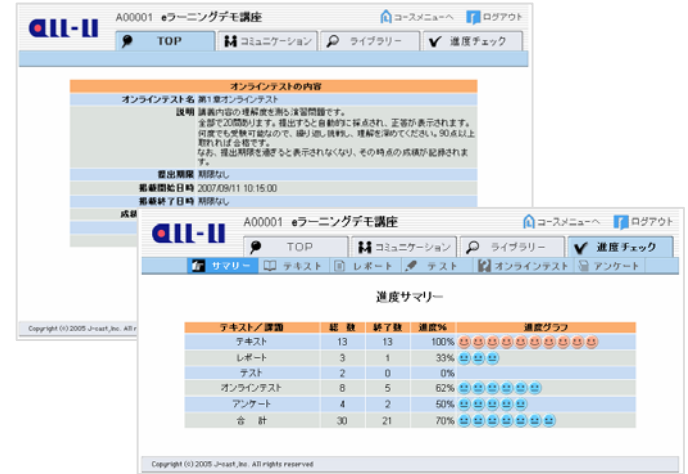 all-U
A00001 eラーニングデモ講座
コースメニューへ
ログアウト
TOP
コミュニケーション
ライブラリー
進度チェック
オンラインテストの内容
オンラインテスト名 第1章オンラインテスト
説明 講義内容の理解度を測る演習問題です。
全部で20問あります。提出すると自動的に採点され、正答が表示されます。
何度でも受験可能なので、繰り返し挑戦し、理解を深めてください。90点以上
取れれば合格です。
なお、提出期限を過ぎると表示されなくなり、その時点の成績が記録されま
す。
提出期限 期限なし
掲載開始日時 2007/09/11 10:15:00
掲載終了日時 期限なし
成績
Copyright (c) 2005 J-cast,Inc. All r
all-U
A00001 eラーニングデモ講座
コースメニューへ
ログアウト
TOP
コミュニケーション
ライブラリー
進度チェック
サマリー テキスト レポート テスト オンラインテスト アンケート
進度サマリー
テキスト/課題 総 数 終了数 進度% 進度グラフ
テキスト 13 13 100%
レポート 3 1 33%
テスト 2 0 0%
オンラインテスト 8 5 62%
アンケート 4 2 50%
合 計 30 21 70%
Copyright (c) 2005 J-cast,Inc. All rights reserved